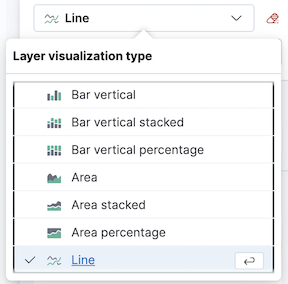 Line
Layer visualization type
Bar vertical
Bar vertical stacked
Bar vertical percentage
Area
Area stacked
Area percentage
Line